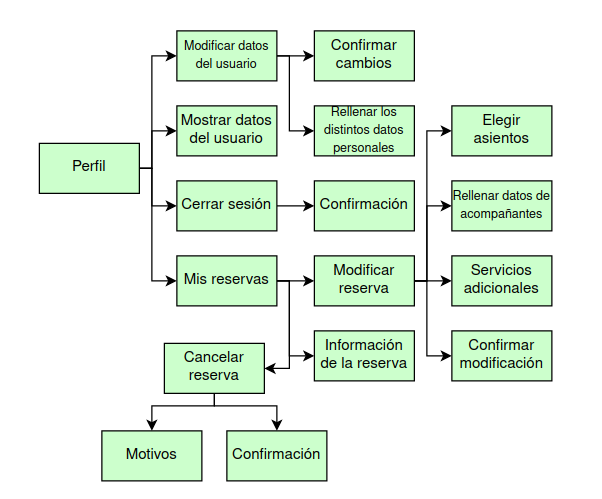 Modificar datos
del usuario
Confirmar
cambios
Mostrar datos
del usuario
Rellenar los
distintos datos
personales
Elegir
asientos
Perfil
Cerrar sesión
Confirmación
Rellenar datos de
acompañantes
Mis reservas
Modificar
reserva
Servicios
adicionales
Cancelar
reserva
Información
de la reserva
Confirmar
modificación
Motivos
Confirmación